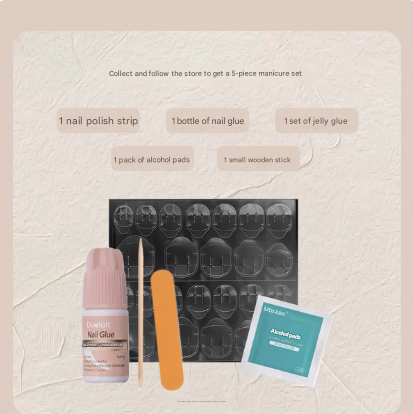 Collect and follow the store to get a 5-piece manicure set
1 nail polish strip
1 bottle of nail glue
1 set of jelly glue
1 pack of alcohol pads
1 small wooden stick
Nail Glue
Alcohol pads